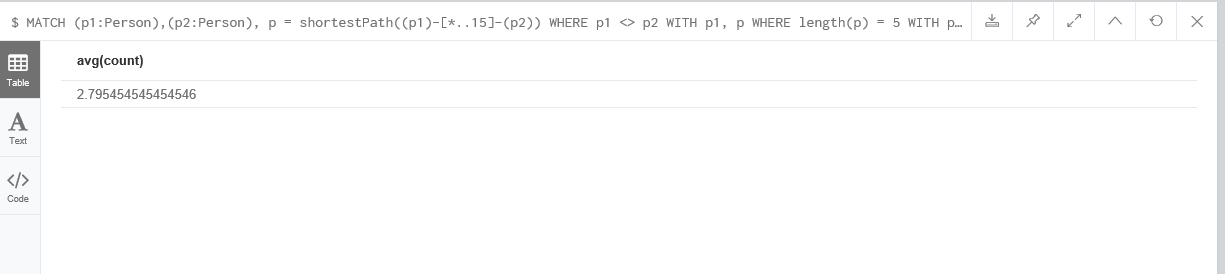 $ MATCH (p1:Person),(p2:Person), p = shortestPath((p1)-[*..15]-(p2)) WHERE p1 <> p2 WITH p1, p WHERE length(p) = 5 WITH p…
avg(count)
Table
2.795454545454546
Text
Code